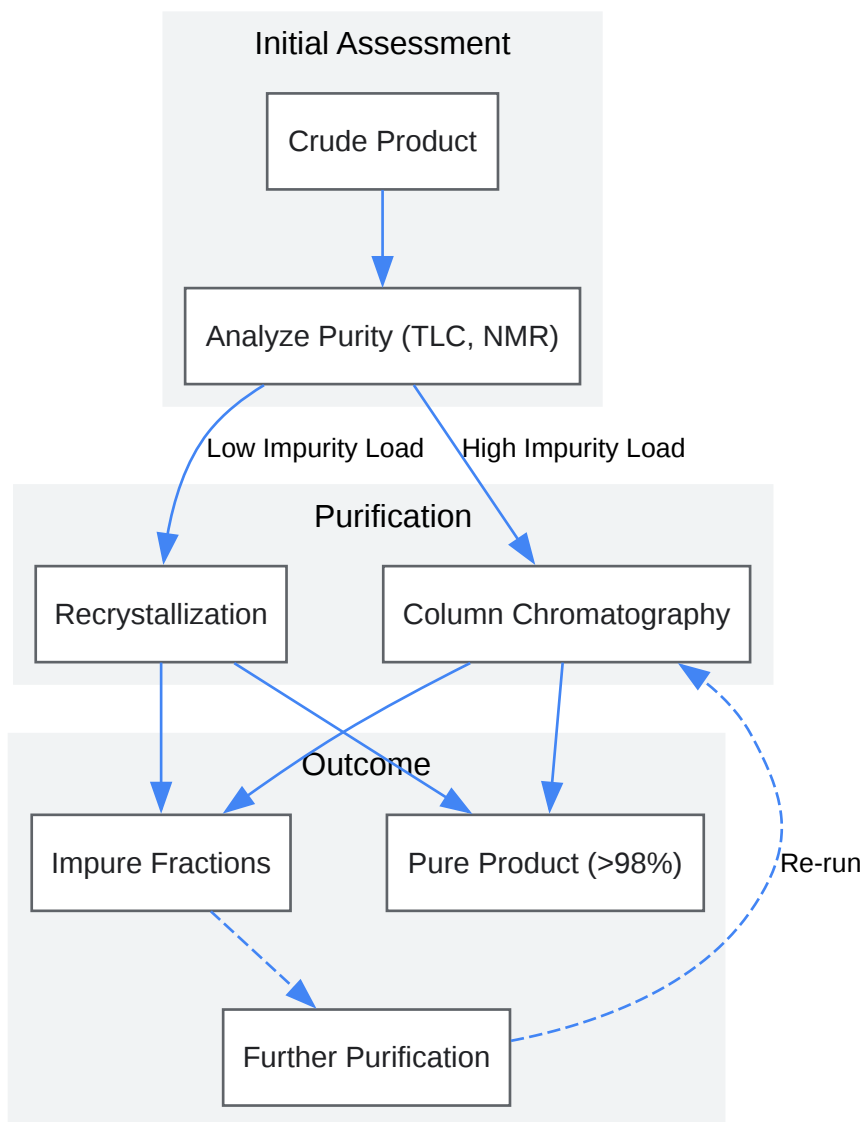 Initial Assessment
Crude Product
Analyze Purity (TLC, NMR)
Low Impurity Load
High Impurity Load
Purification
Recrystallization
Column Chromatography
Outcome
Impure Fractions
Pure Product (>98%)
Re-run
Further Purification